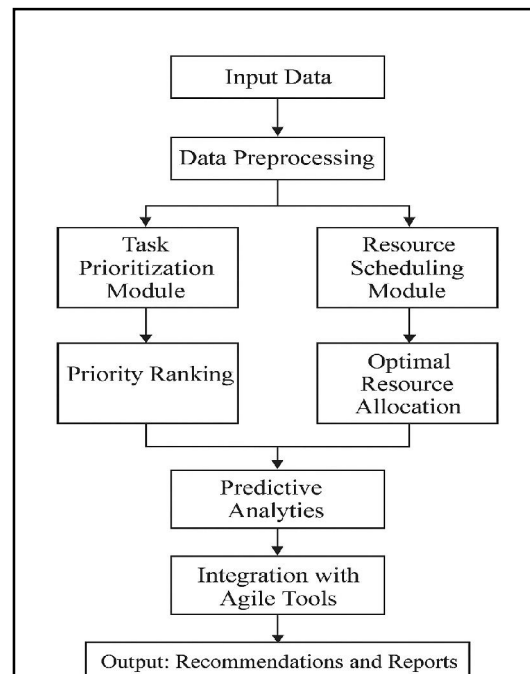 Input Data
Data Preprocessing
Task
Prioritization
Module
Resource
Scheduling
Module
Priority Ranking
Optimal
Resource
Allocation
Predictive
Analyties
Integration with
Agile Tools
Output: Recommendations and Reports